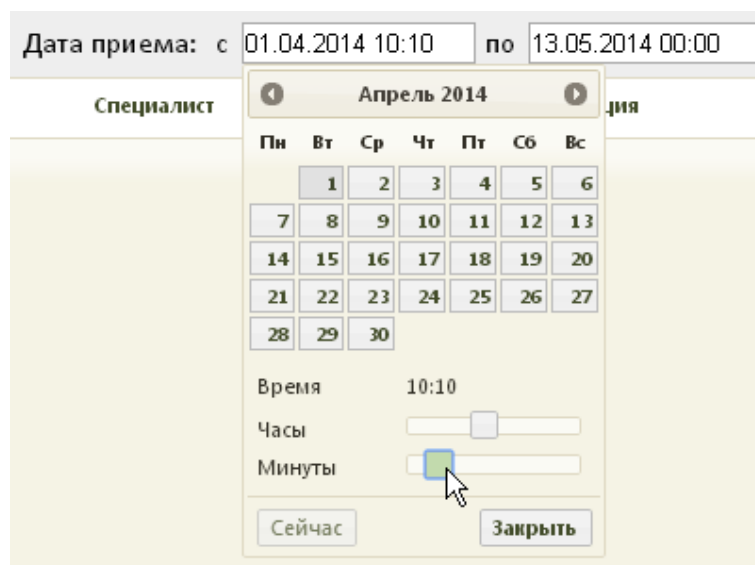 Дата приема: с 01.04.2014 10:10 по 13.05.2014 00:00
Специалист ция
Апрель 2014
Пн Вт Ср Чт Пт Сб Вс
1 2 3 4 5 6
7 8 9 10 11 12 13
14 15 16 17 18 19 20
21 22 23 24 25 26 27
28 29 30
Время 10:10
Часы
Минуты
Сейчас Закрыть